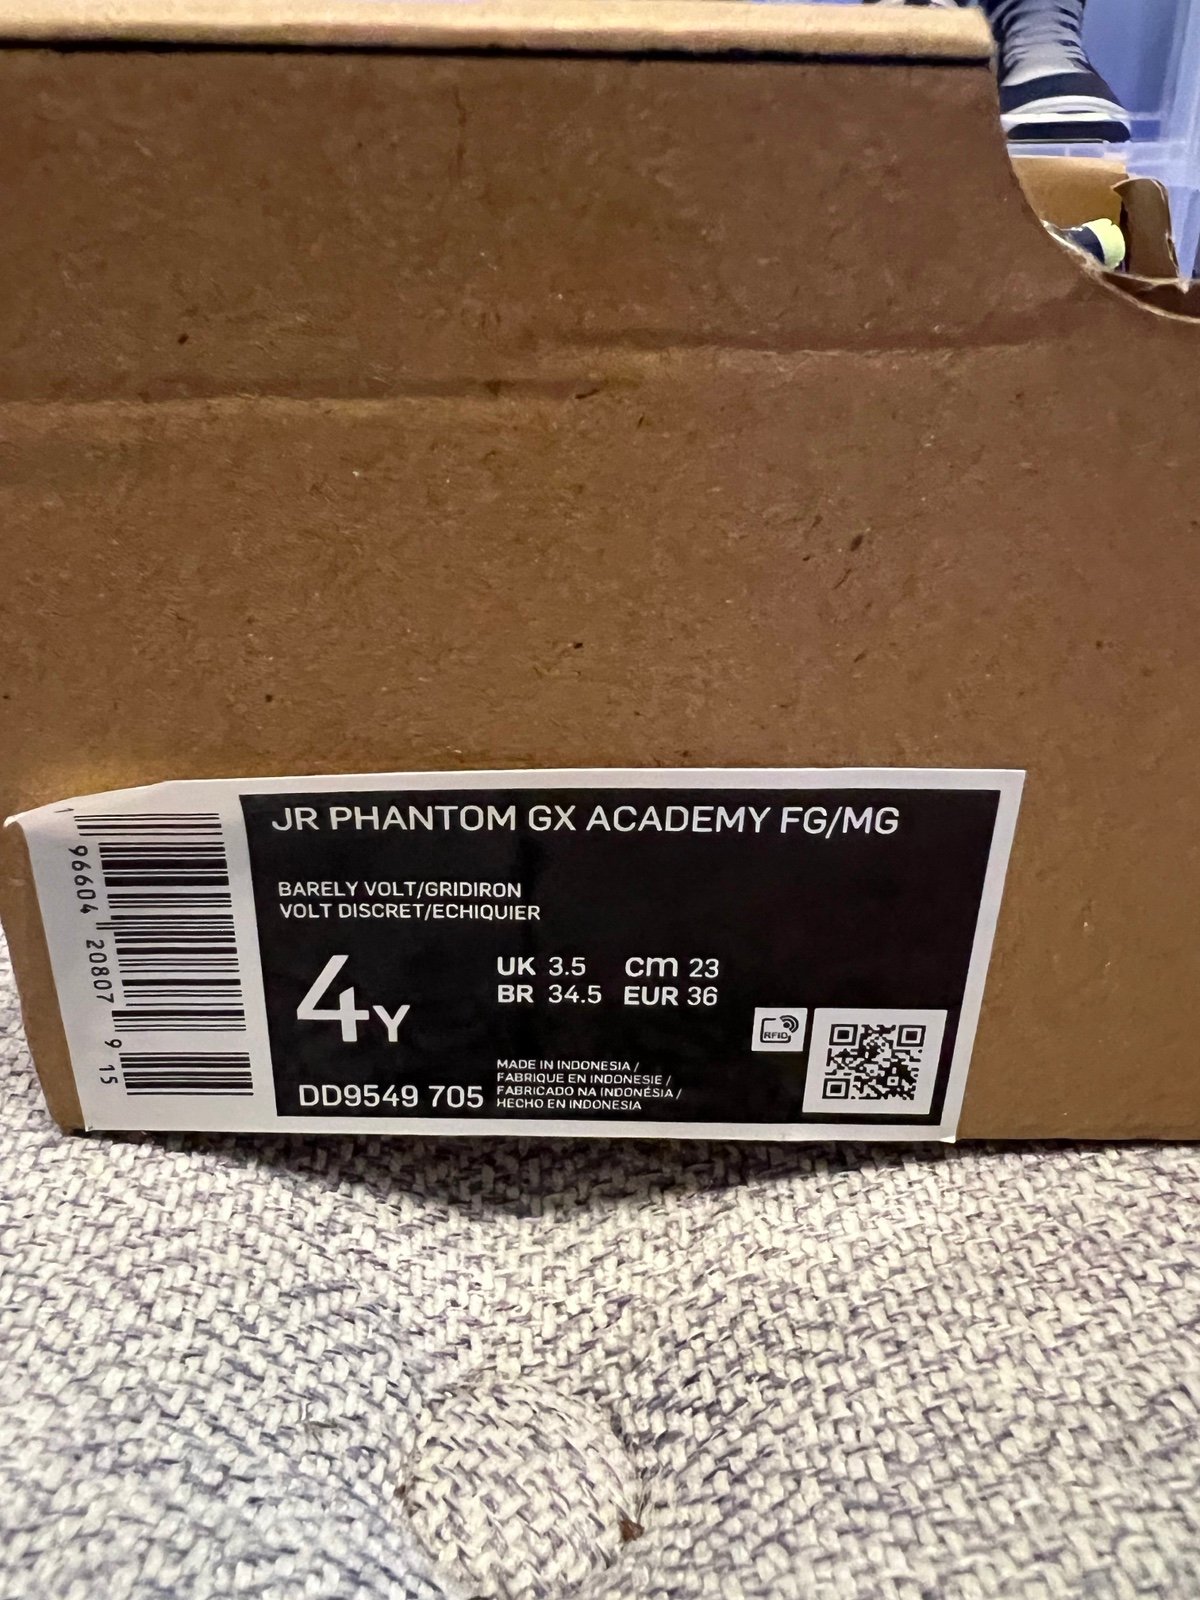 JR PHANTOM GX ACADEMY FG/MG
BARELY VOLT/GRIDIRON
VOLT DISCRET/ECHIQUIER
4Y
UK 3.5 cm 23
BR 34.5 EUR 36
RFID
DD9549 705
MADE IN INDONESIA /
FABRIQUE EN INDONESIE /
FABRICADO NA INDONÉSIA /
HECHO EN INDONESIA
1 96604 20807 9 15